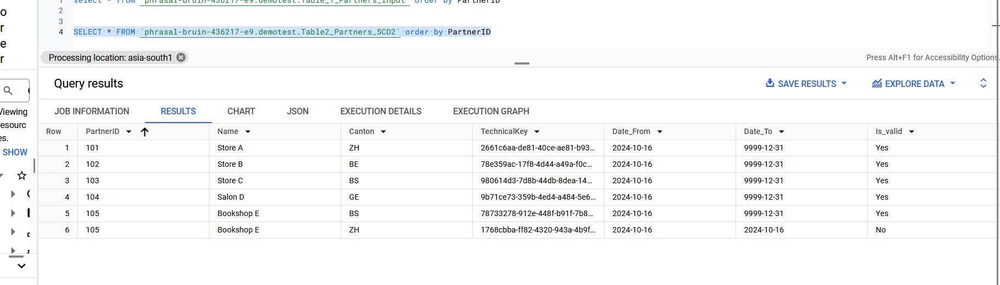 1 select * from `phrasal-bruin-436217-e9.demotest.Table_1_Partners_Input` order by PartnerID
2
3
4 SELECT * FROM `phrasal-bruin-436217-e9.demotest.Table2_Partners_SCD2` order by PartnerID
o
r
e
r
Processing location: asia-south1
Press Alt+F1 for Accessibility Options.
Query results
SAVE RESULTS
EXPLORE DATA
Viewing
resourc
es.
SHOW
JOB INFORMATION RESULTS CHART JSON EXECUTION DETAILS EXECUTION GRAPH
Row PartnerID Name Canton TechnicalKey Date_From Date_To Is_valid
1 101 Store A ZH 2661c6aa-de81-40ce-ae81-b93... 2024-10-16 9999-12-31 Yes
2 102 Store B BE 78e359ac-17f8-4d44-a49a-f0c... 2024-10-16 9999-12-31 Yes
3 103 Store C BS 980614d3-7d8b-44db-8dea-14... 2024-10-16 9999-12-31 Yes
4 104 Salon D GE 9b71ce73-359b-4ed4-a484-5e6... 2024-10-16 9999-12-31 Yes
5 105 Bookshop E BS 78733278-912e-448f-b91f-7b8... 2024-10-16 9999-12-31 Yes
6 105 Bookshop E ZH 1768cbba-ff82-4320-943a-4b9f... 2024-10-16 2024-10-16 No